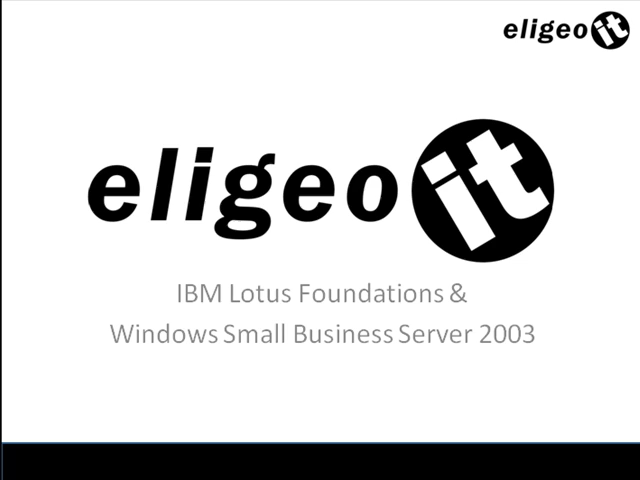 eligeo it
eligeo it
IBM Lotus Foundations &
Windows Small Business Server 2003